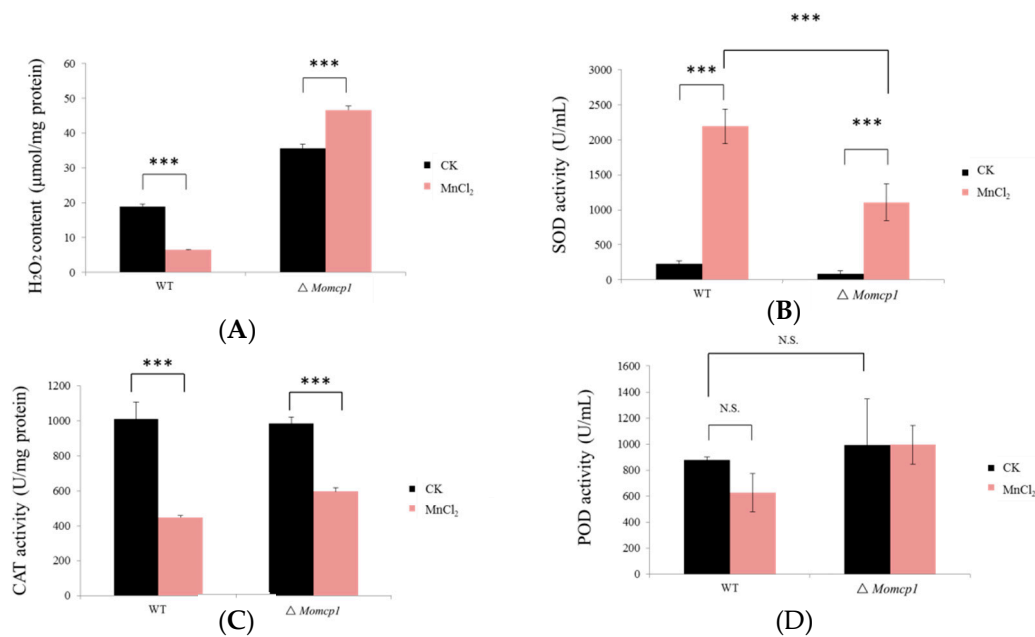 ***
***
***
60
50
40
30
20
10
0
H₂O₂ content (μmol/mg protein)
CK
MnCl₂
WT
△ Momcp1
(A)
***
***
3000
2500
2000
1500
1000
500
0
SOD activity (U/mL)
CK
MnCl₂
WT
△ Momcp1
(B)
***
***
1200
1000
800
600
400
200
0
CAT activity (U/mg protein)
CK
MnCl₂
WT
△ Momcp1
(C)
N.S.
N.S.
1600
1400
1200
1000
800
600
400
200
0
POD activity (U/mL)
CK
MnCl₂
WT
△ Momcp1
(D)